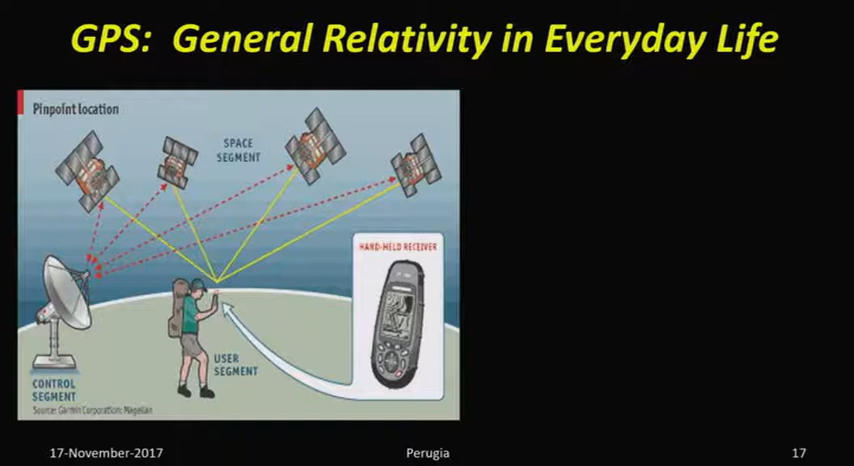 GPS: General Relativity in Everyday Life
Pinpoint location
SPACE
SEGMENT
HAND-HELD RECEIVER
USER
SEGMENT
CONTROL
SEGMENT
Source: Garmin Corporation; Magellan
17-November-2017
Perugia
17